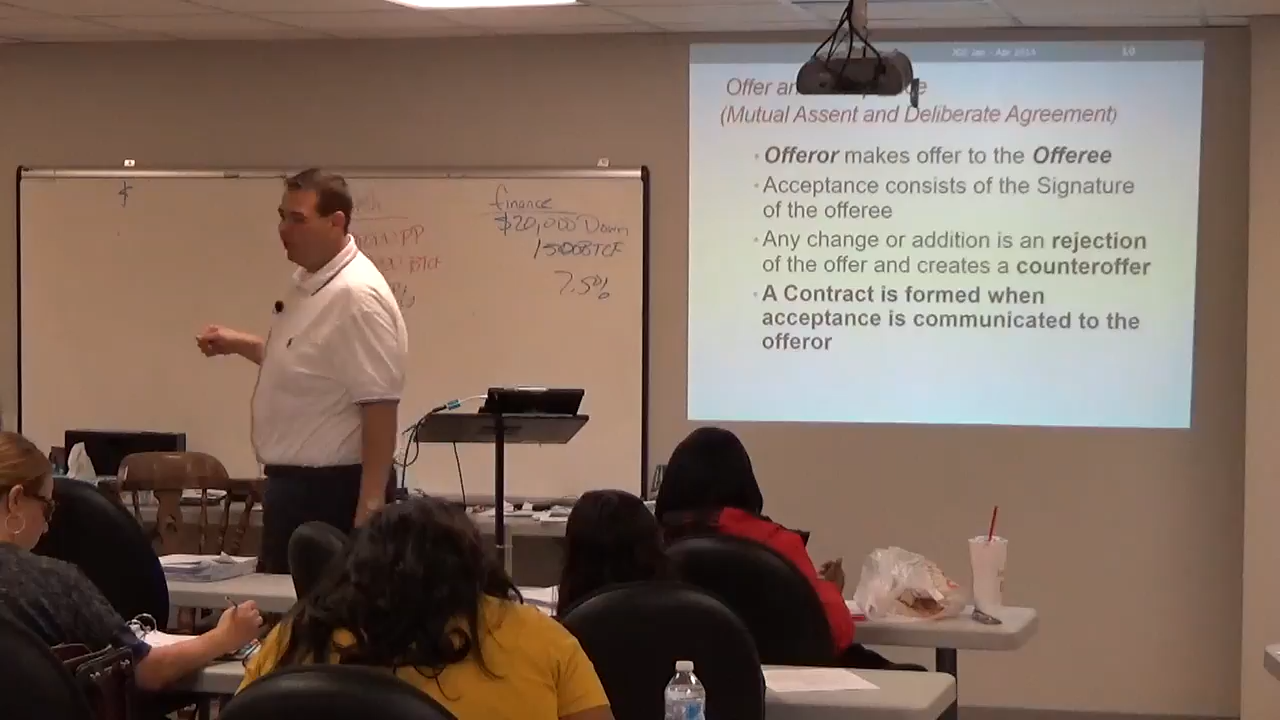 $
finance
$20,000 Down
7.5%
10
Offer
(Mutual Assent and Deliberate Agreement)
Offeror makes offer to the Offeree
Acceptance consists of the Signature
of the offeree
Any change or addition is an rejection
of the offer and creates a counteroffer
A Contract is formed when
acceptance is communicated to the
offeror